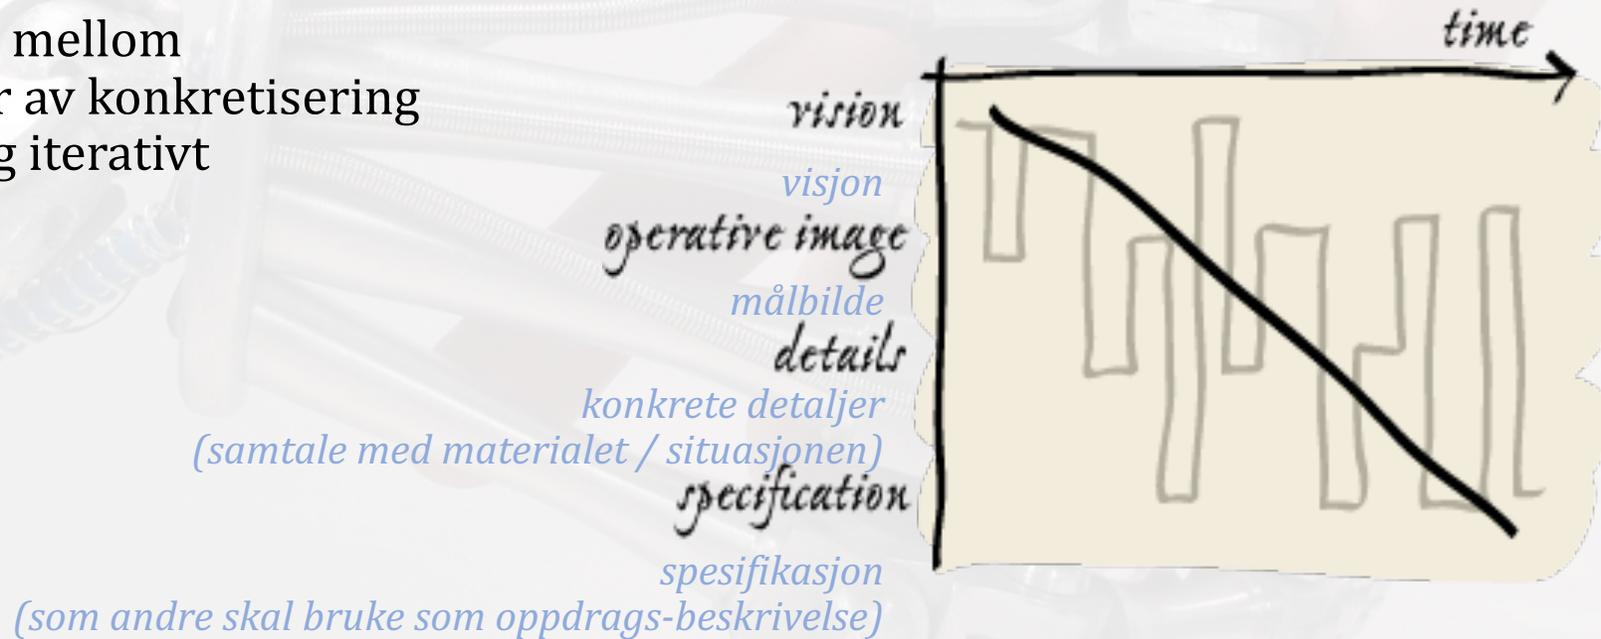 mellom
r av konkretisering
g iterativt
time
vision
visjon
operative image
målbilde
details
konkrete detaljer
(samtale med materialet / situasjonen)
specification
spesifikasjon
(som andre skal bruke som oppdrags-beskrivelse)